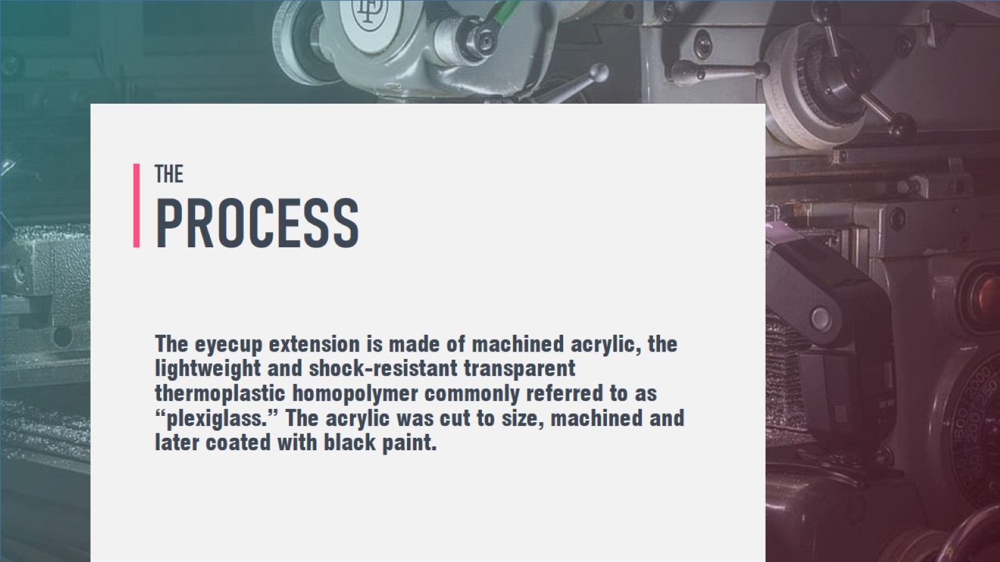 THE
PROCESS
The eyecup extension is made of machined acrylic, the
lightweight and shock-resistant transparent
thermoplastic homopolymer commonly referred to as
“plexiglass.” The acrylic was cut to size, machined and
later coated with black paint.